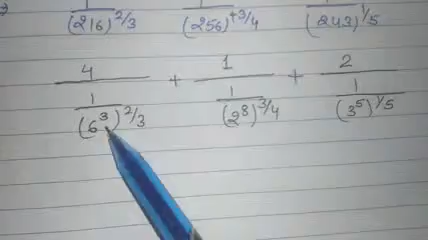 (216)^2/3 (256)^+3/4 (243)^1/5
4 + 1 + 2
1 1 1
(6^3)^2/3 (2^8)^3/4 (3^5)^1/5